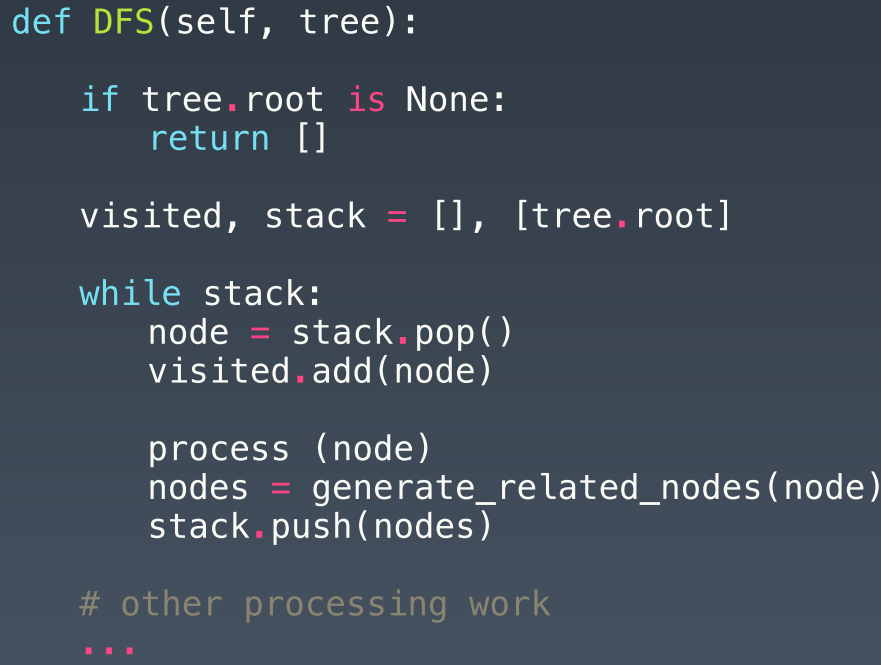 def DFS(self, tree):
if tree.root is None:
return []
visited, stack = [], [tree.root]
while stack:
node = stack.pop()
visited.add(node)
process (node)
nodes = generate_related_nodes(node)
stack.push(nodes)
# other processing work
...